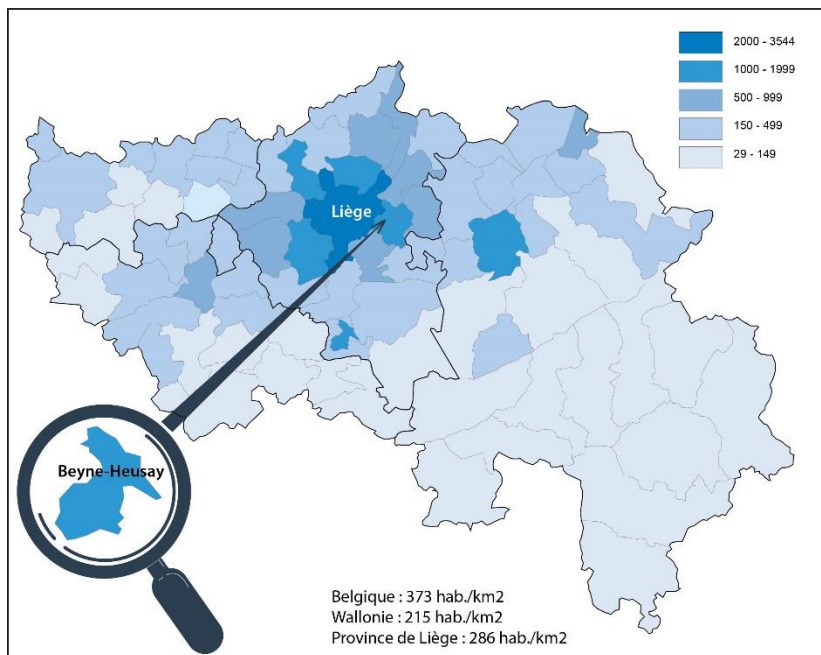 2000 - 3544
1000 - 1999
500 - 999
150 - 499
29 - 149
Liège
Beyne-Heusay
Belgique : 373 hab./km2
Wallonie : 215 hab./km2
Province de Liège : 286 hab./km2